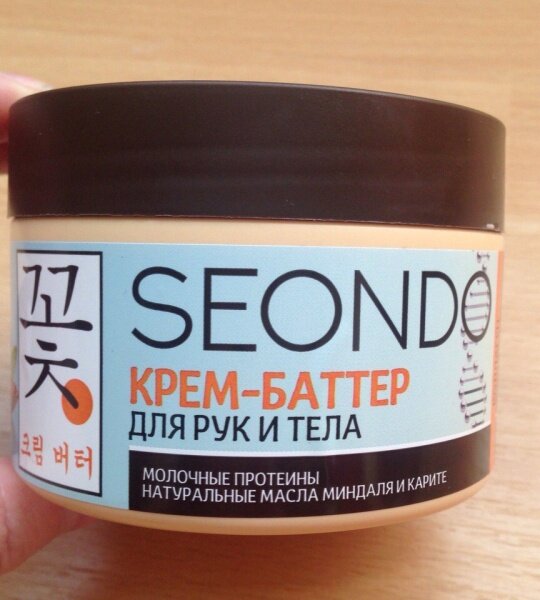 꽃
크림 버터
SEONDO
КРЕМ-БАТТЕР
ДЛЯ РУК И ТЕЛА
МОЛОЧНЫЕ ПРОТЕИНЫ
НАТУРАЛЬНЫЕ МАСЛА МИНДАЛЯ И КАРИТЕ